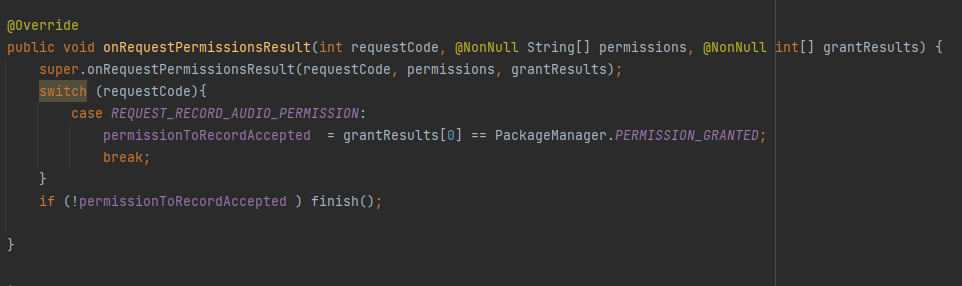 @Override
public void onRequestPermissionsResult(int requestCode, @NonNull String[] permissions, @NonNull int[] grantResults) {
    super.onRequestPermissionsResult(requestCode, permissions, grantResults);
    switch (requestCode){
        case REQUEST_RECORD_AUDIO_PERMISSION:
            permissionToRecordAccepted  = grantResults[0] == PackageManager.PERMISSION_GRANTED;
            break;
    }
    if (!permissionToRecordAccepted ) finish();
}